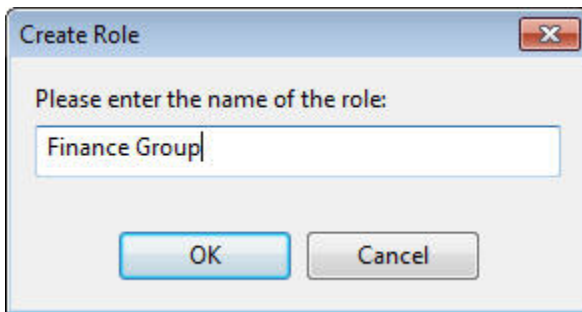 Create Role
Please enter the name of the role:
Finance Group
OK
Cancel